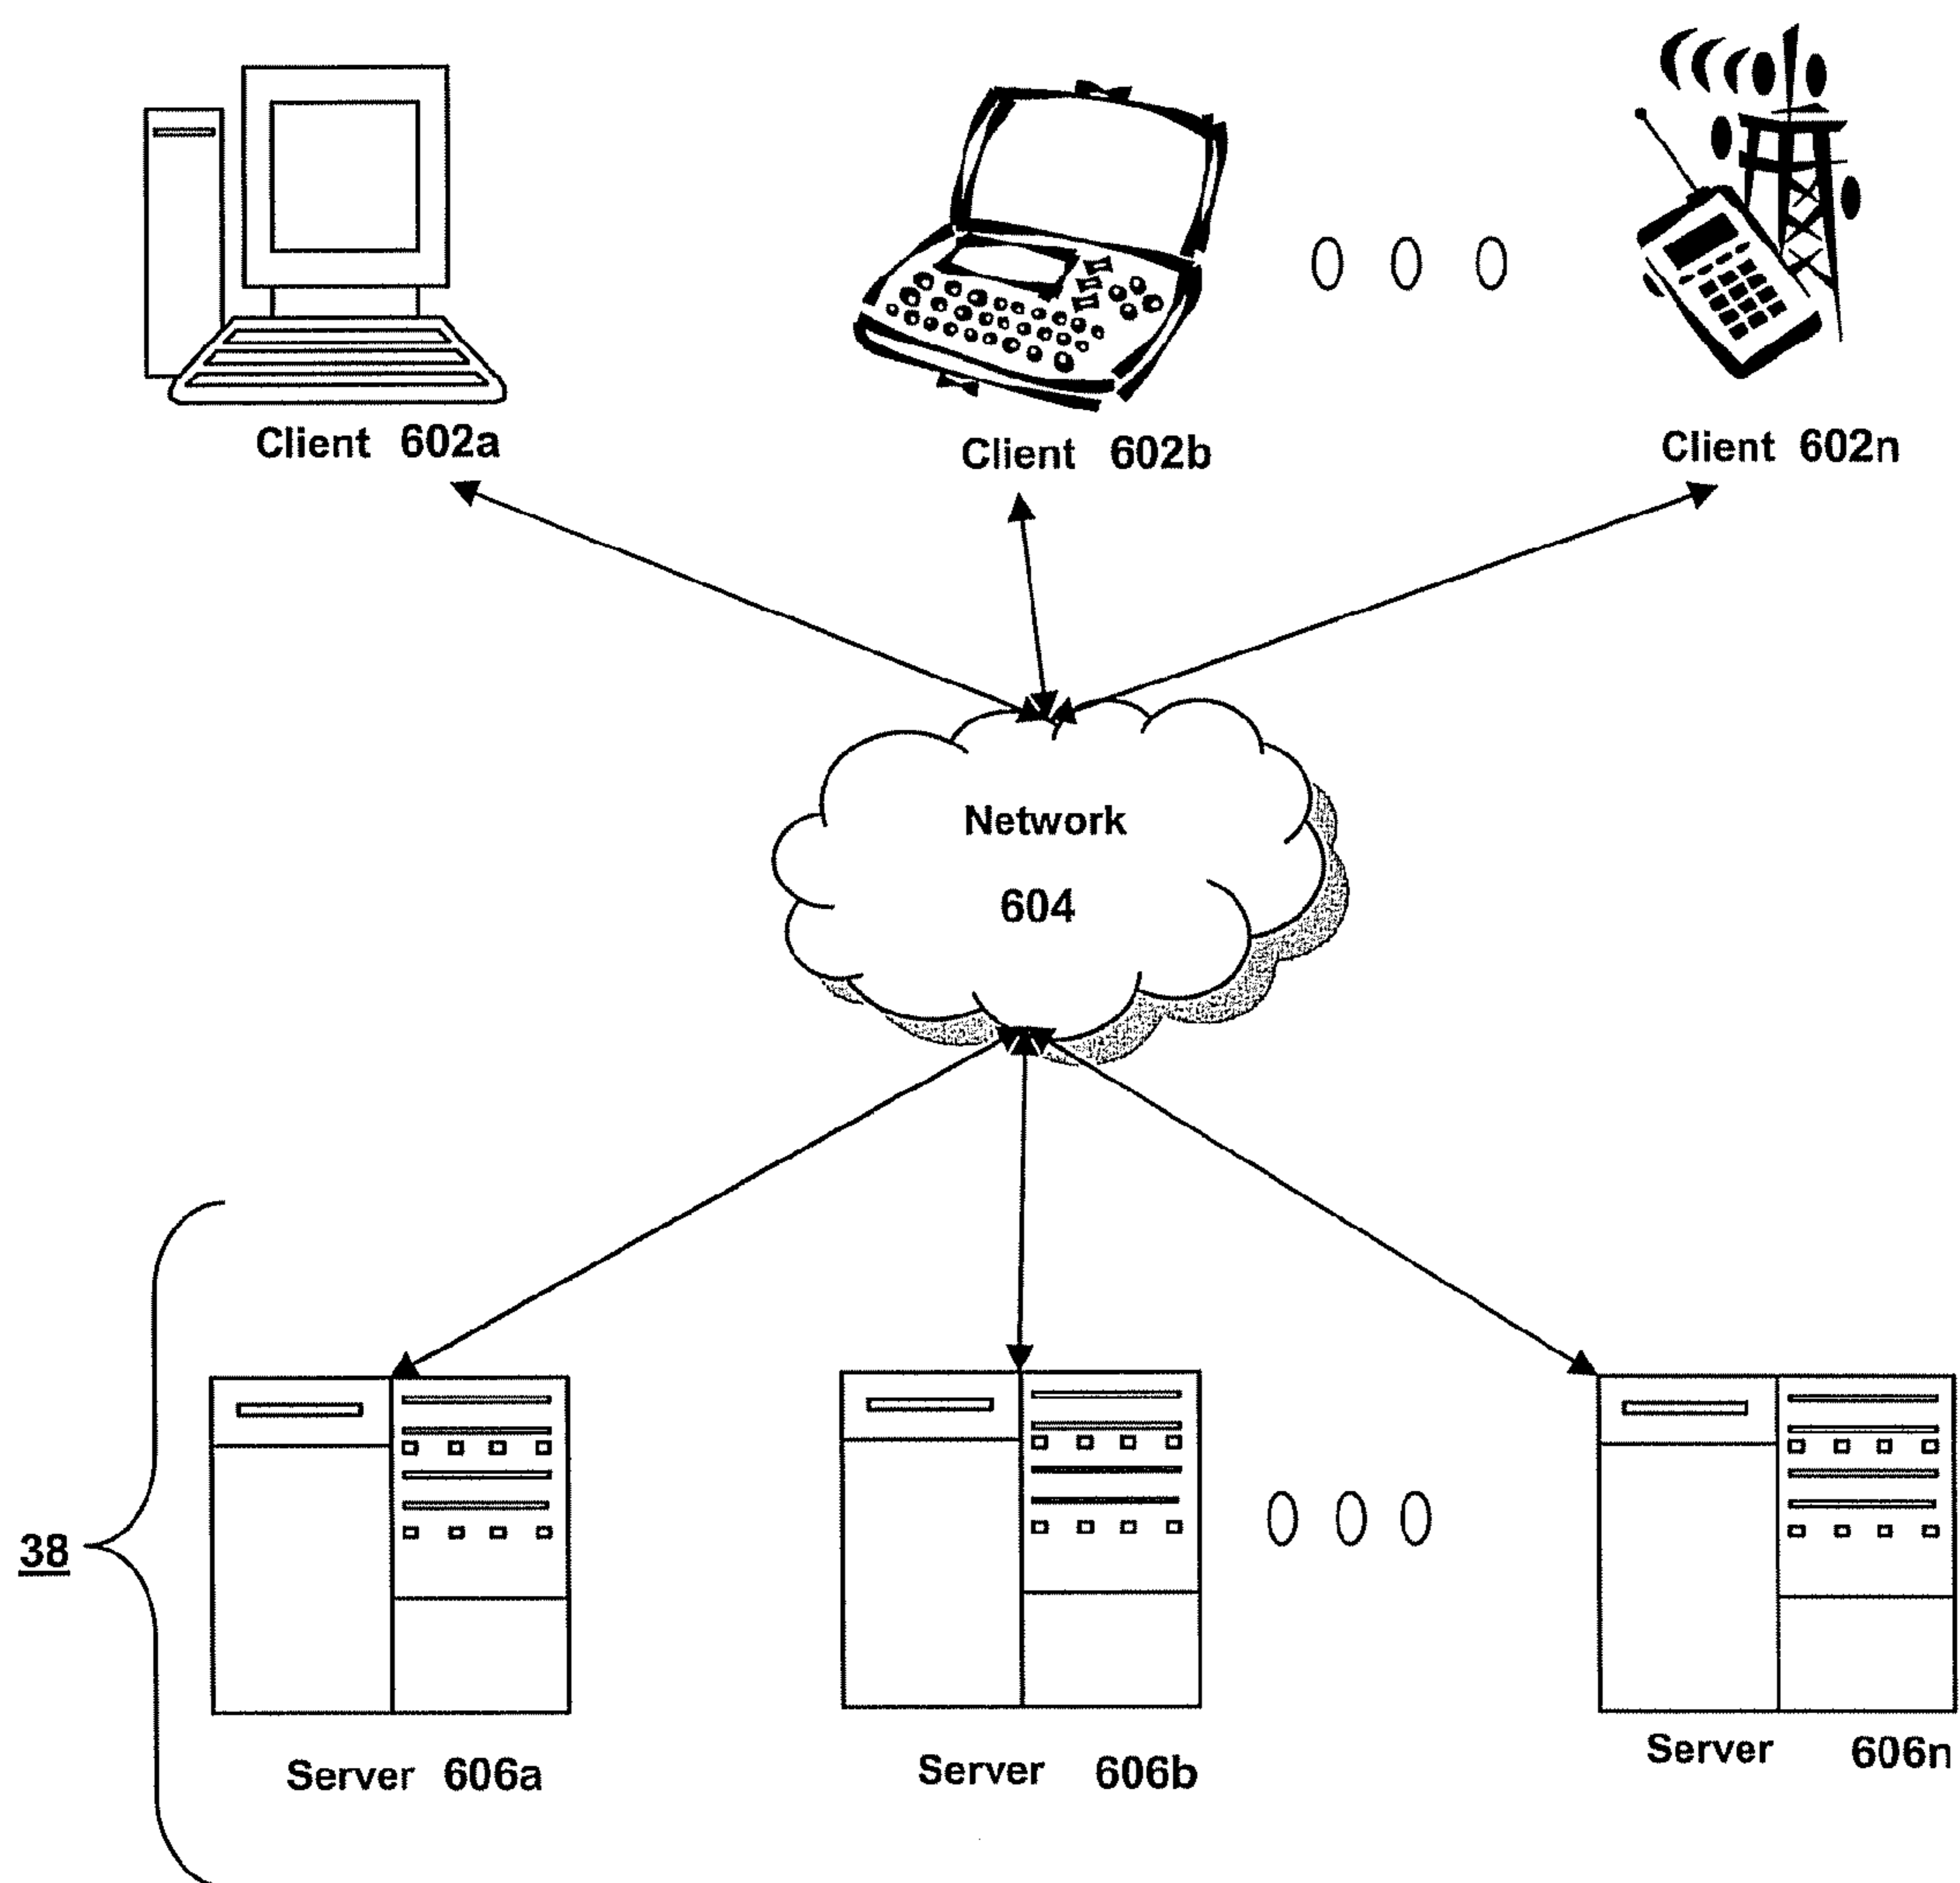 Client 602a
Client 602b
Client 602n
Network
604
38
Server 606a
Server 606b
Server 606n